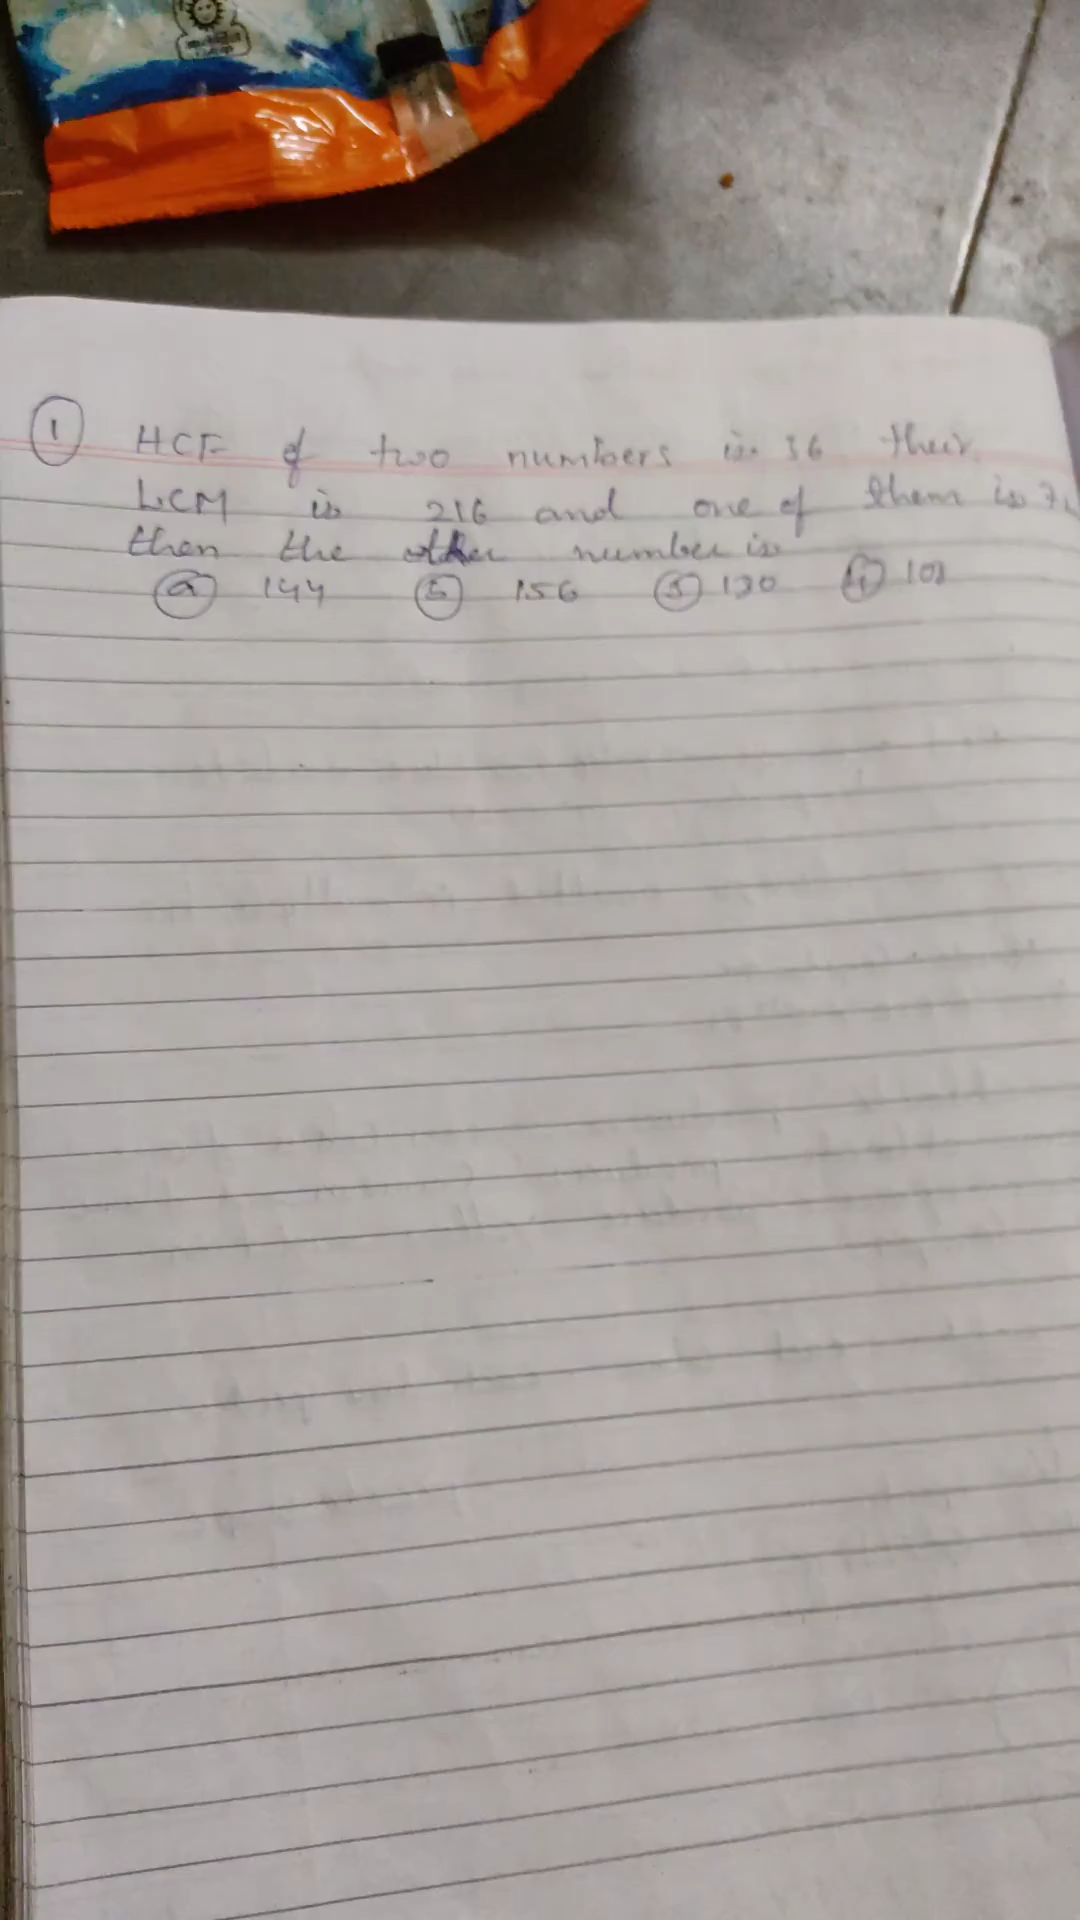 ① HCF of two numbers is 36 their
LCM is 216 and one of them is
then the other number is
ⓐ 144 ⑤ 156 ③ 120 ④ 108